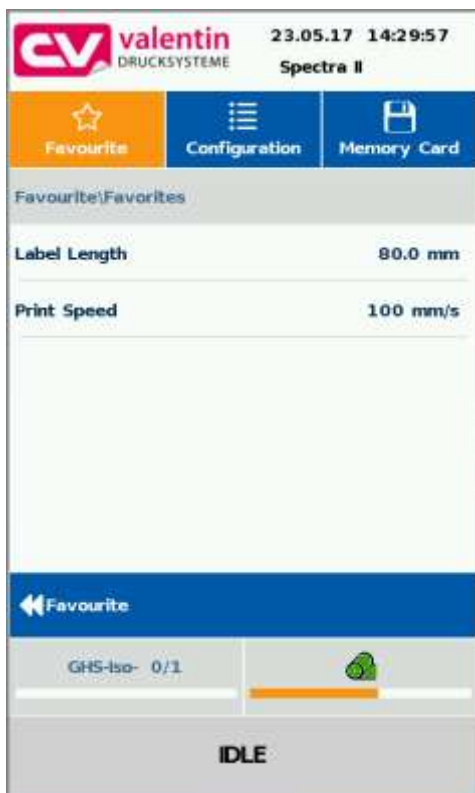 cv valentin
DRUCKSYSTEME
23.05.17 14:29:57
Spectra II
Favourite Configuration Memory Card
Favourite\Favorites
Label Length 80.0 mm
Print Speed 100 mm/s
Favourite
GHS-Iso- 0/1
IDLE